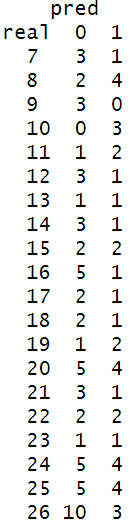 pred
real 0 1
7 3 1
8 2 4
9 3 0
10 0 3
11 1 2
12 3 1
13 1 1
14 3 1
15 2 2
16 5 1
17 2 1
18 2 1
19 1 2
20 5 4
21 3 1
22 2 2
23 1 1
24 5 4
25 5 4
26 10 3